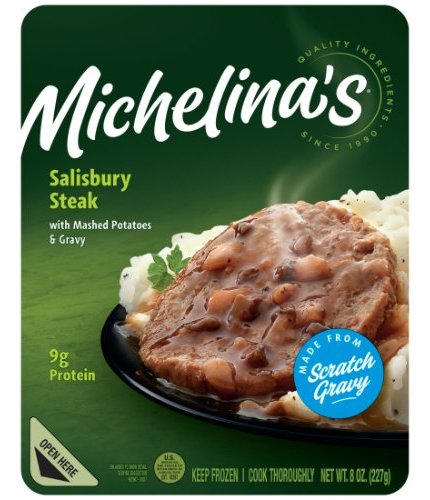 QUALITY INGREDIENTS
SINCE 1990
Michelina's®
Salisbury
Steak
with Mashed Potatoes
& Gravy
9g
Protein
MADE FROM
Scratch
Gravy
OPEN HERE
U.S.
KEEP FROZEN | COOK THOROUGHLY NET WT. 8 OZ. (227g)